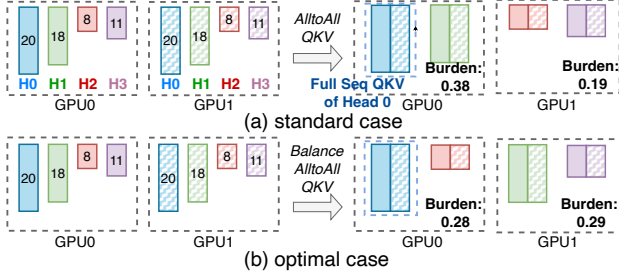 20 18 8 11
H0 H1 H2 H3
GPU0
20 18 8 11
H0 H1 H2 H3
GPU1
AlltoAll
QKV
Full Seq QKV
of Head 0
Burden:
0.38
GPU0
Burden:
0.19
GPU1
(a) standard case
20 18 8 11
GPU0
20 18 8 11
GPU1
Balance
AlltoAll
QKV
Burden:
0.28
GPU0
Burden:
0.29
GPU1
(b) optimal case